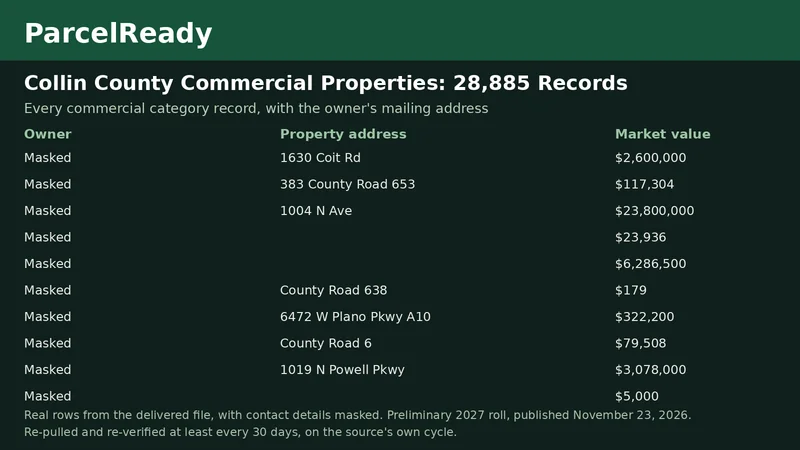 ParcelReady
Collin County Commercial Properties: 28,885 Records
Every commercial category record, with the owner's mailing address
Owner Property address Market value
Masked 1630 Coit Rd $2,600,000
Masked 383 County Road 653 $117,304
Masked 1004 N Ave $23,800,000
Masked $23,936
Masked $6,286,500
Masked County Road 638 $179
Masked 6472 W Plano Pkwy A10 $322,200
Masked County Road 6 $79,508
Masked 1019 N Powell Pkwy $3,078,000
Masked $5,000
Real rows from the delivered file, with contact details masked. Preliminary 2027 roll, published November 23, 2026.
Re-pulled and re-verified at least every 30 days, on the source's own cycle.